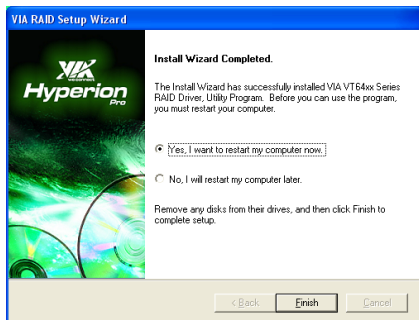 VIA RAID Setup Wizard
VIA
Hyperion
Pro
Install Wizard Completed.
The Install Wizard has successfully installed VIA VT64xx Series
RAID Driver, Utility Program. Before you can use the program,
you must restart your computer.
Yes, I want to restart my computer now.
No, I will restart my computer later.
Remove any disks from their drives, and then click Finish to
complete setup.
< Back
Finish
Cancel